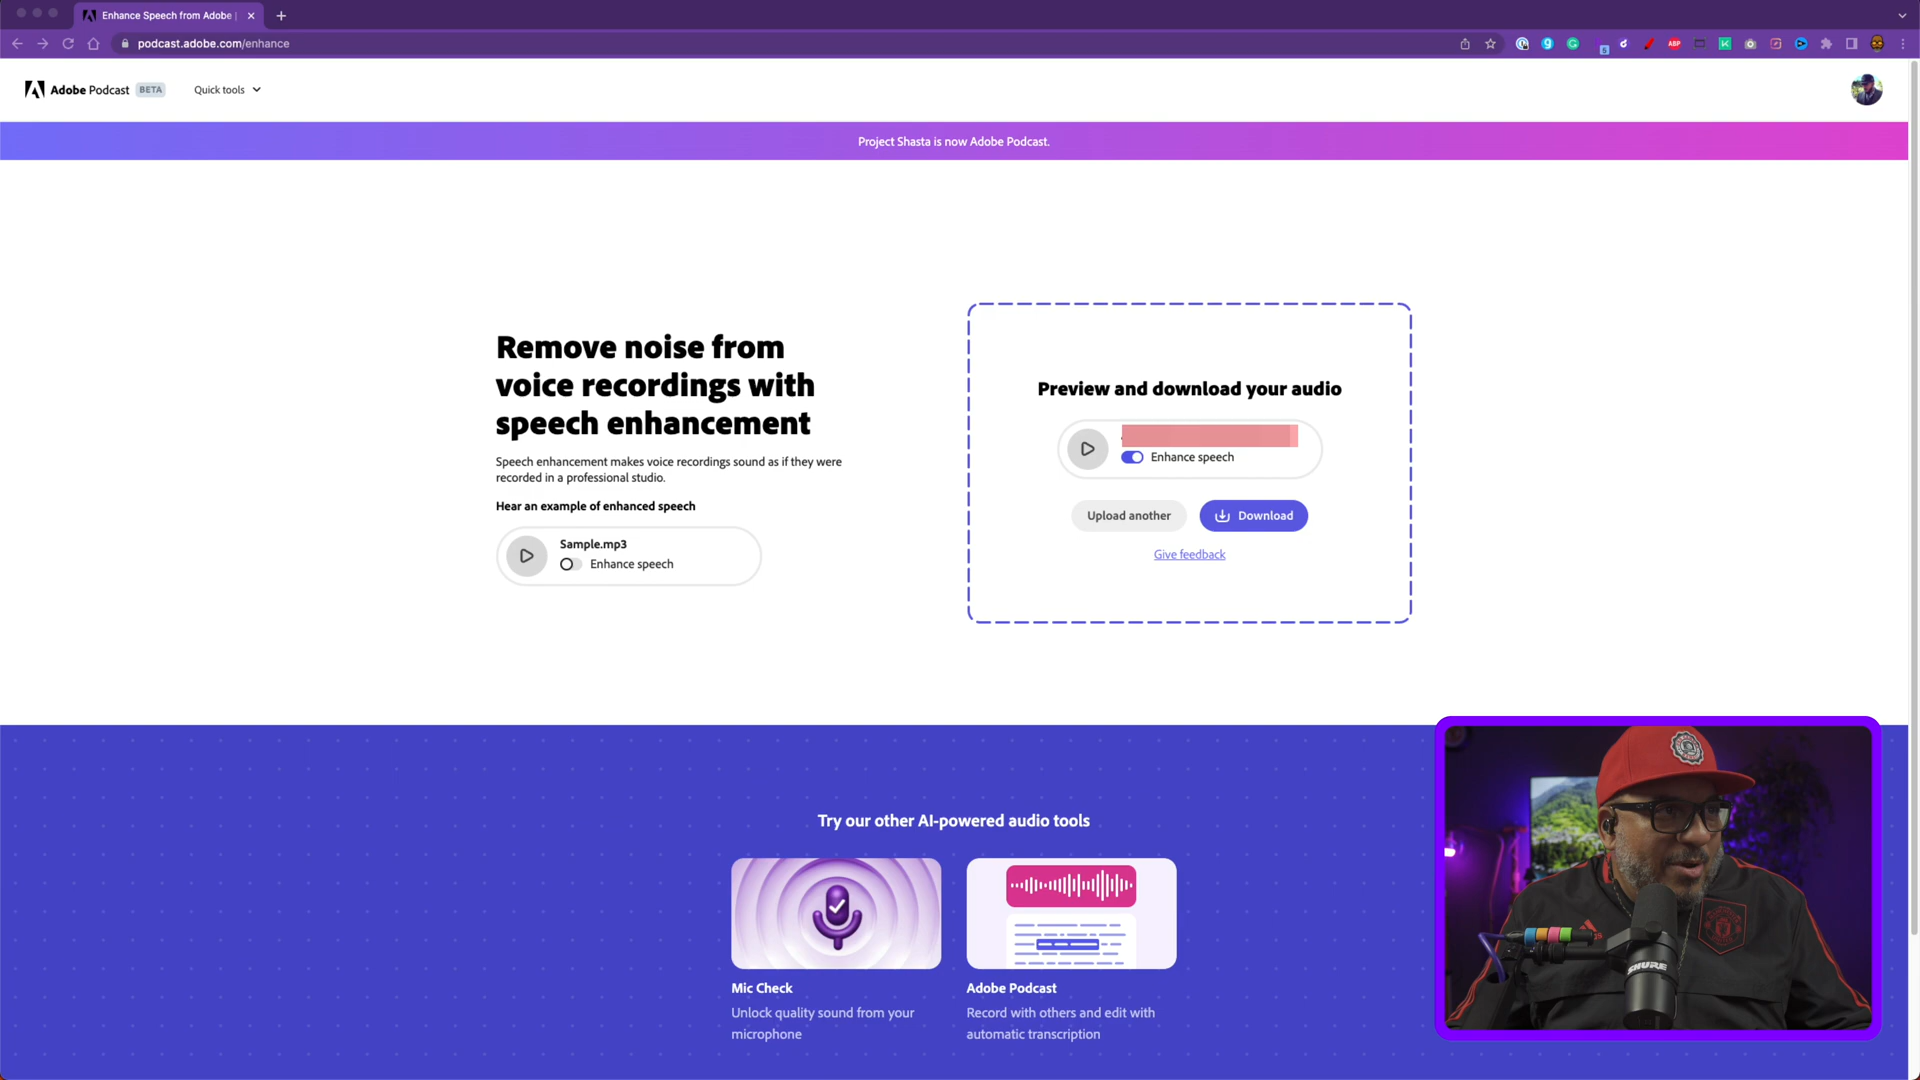 Enhance Speech from Adobe |
podcast.adobe.com/enhance
5
ABP
K
Adobe Podcast BETA
Quick tools
Project Shasta is now Adobe Podcast.
Remove noise from
voice recordings with
speech enhancement
Speech enhancement makes voice recordings sound as if they were
recorded in a professional studio.
Hear an example of enhanced speech
Sample.mp3
Enhance speech
Preview and download your audio
Enhance speech
Upload another
Download
Give feedback
Try our other AI-powered audio tools
Mic Check
Unlock quality sound from your
microphone
Adobe Podcast
Record with others and edit with
automatic transcription
SHURE